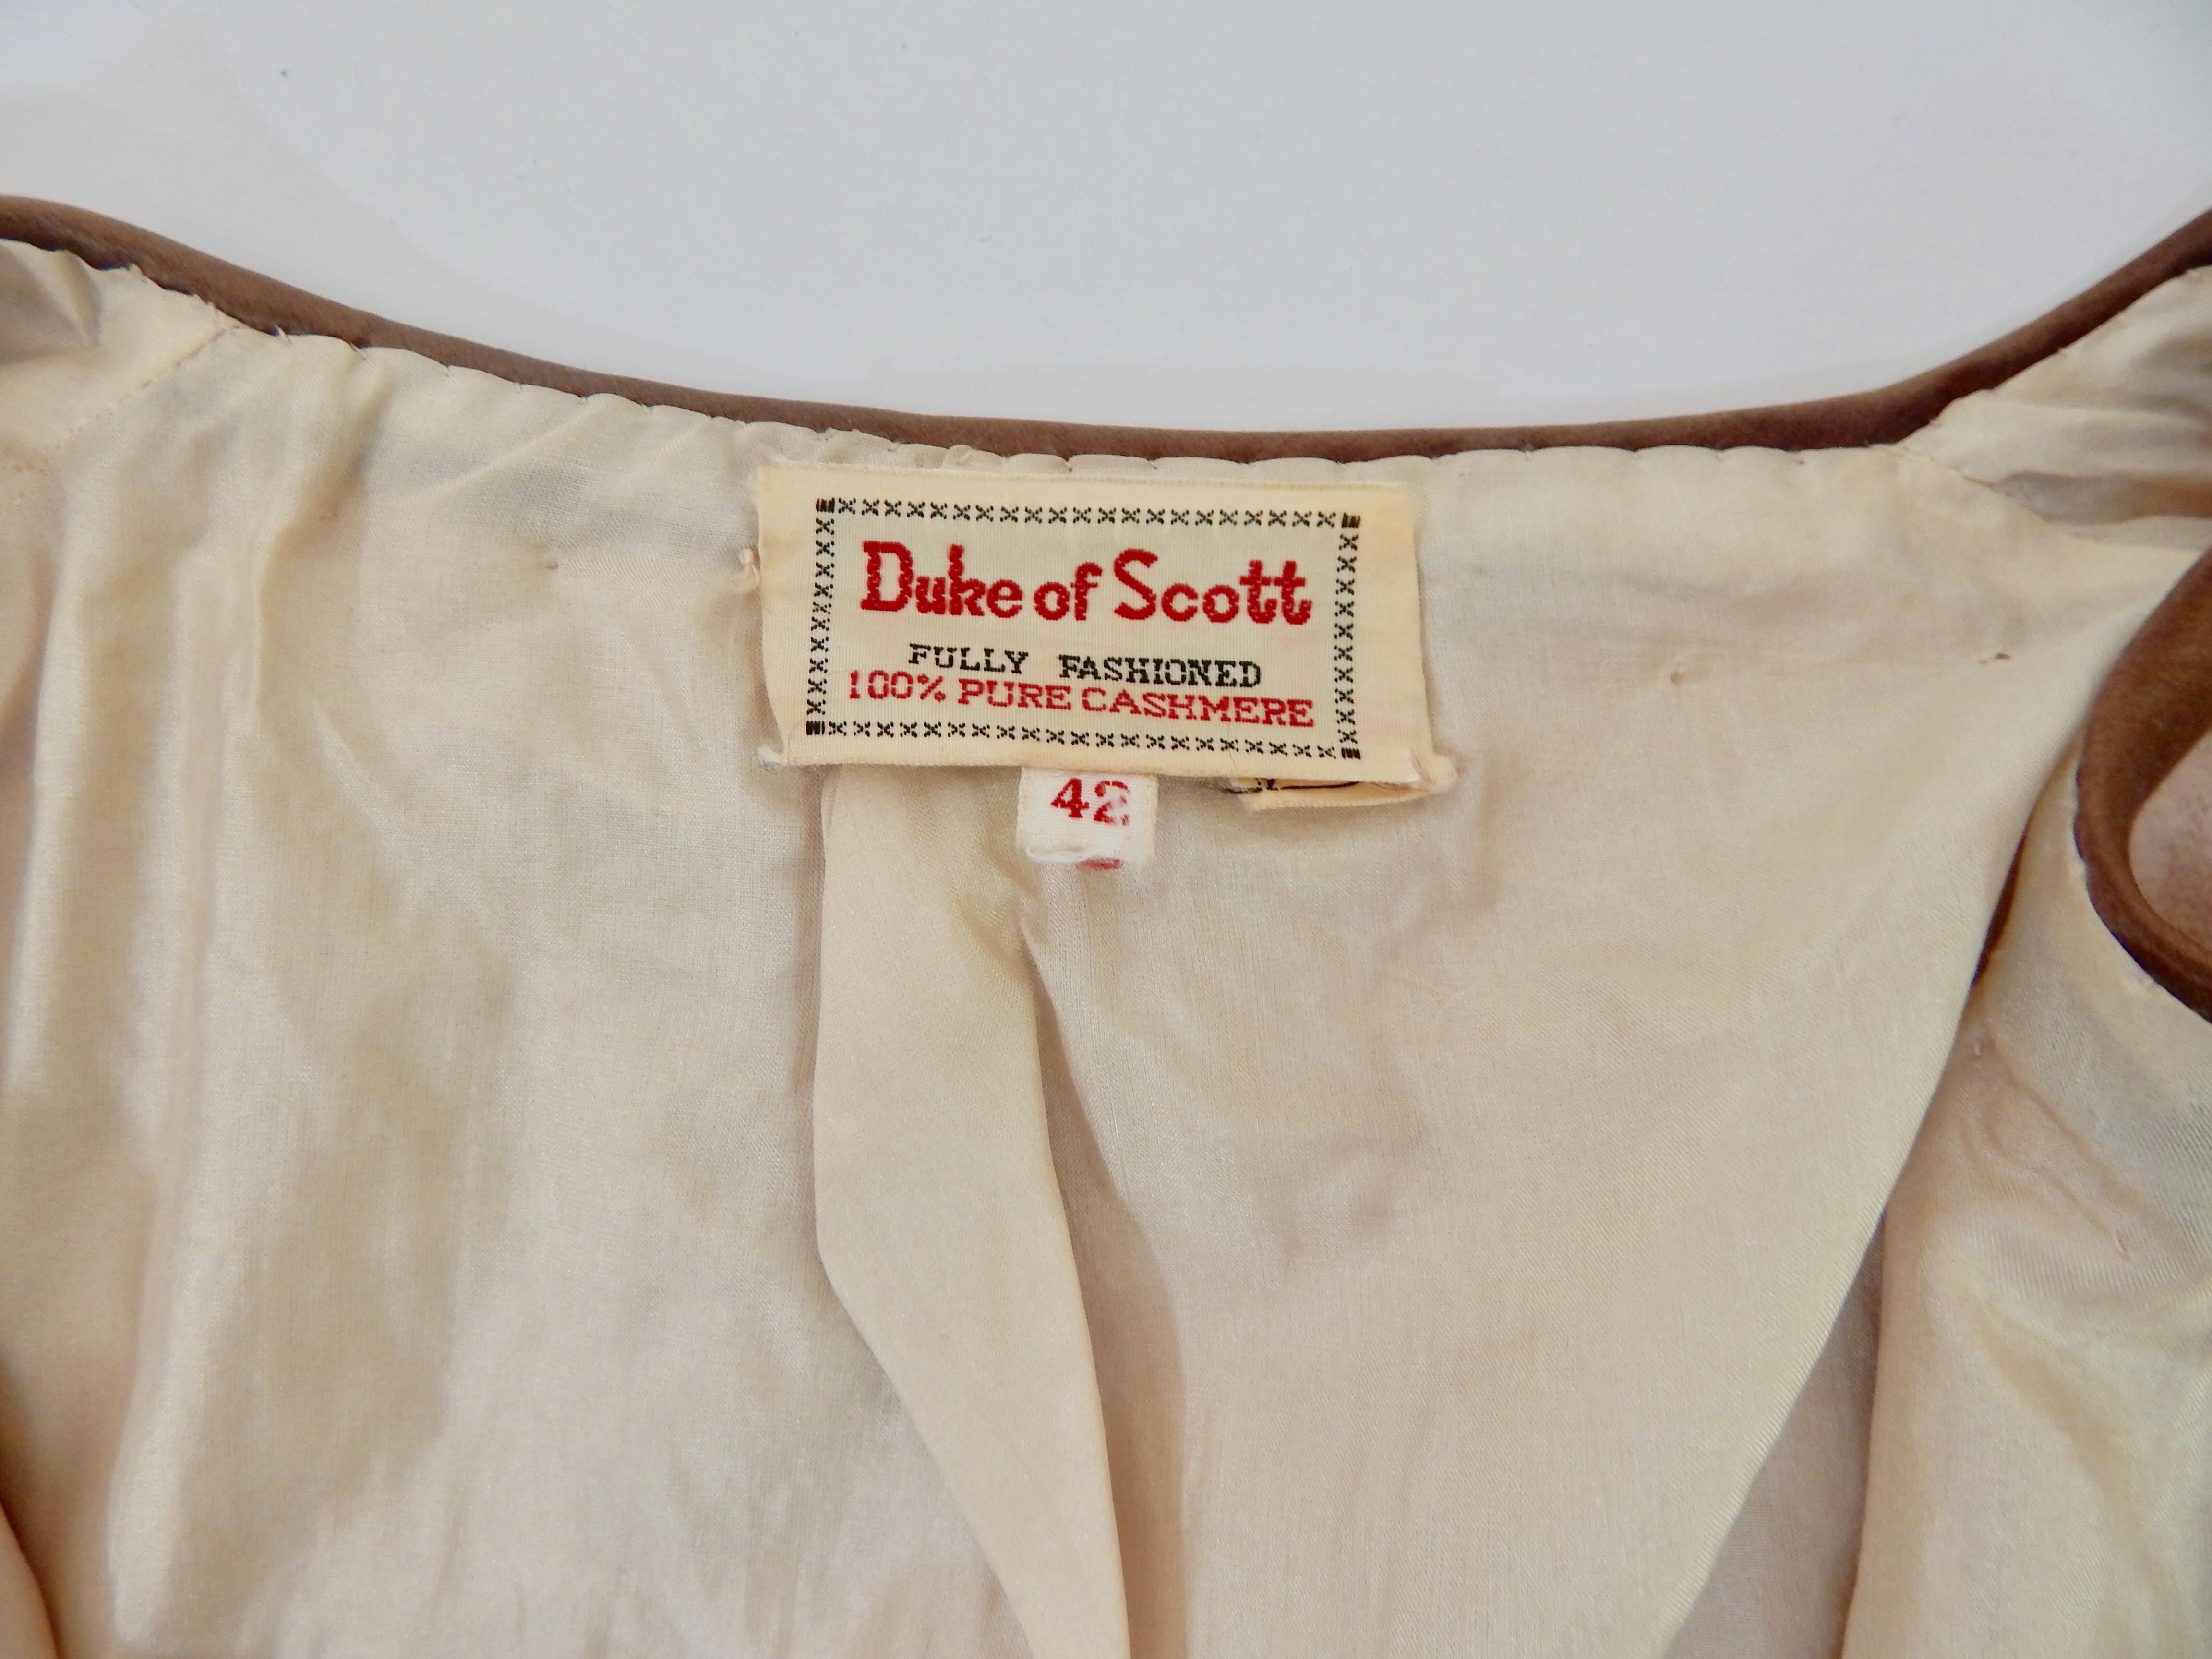 Duke of Scott
FULLY FASHIONED
100% PURE CASHMERE
42